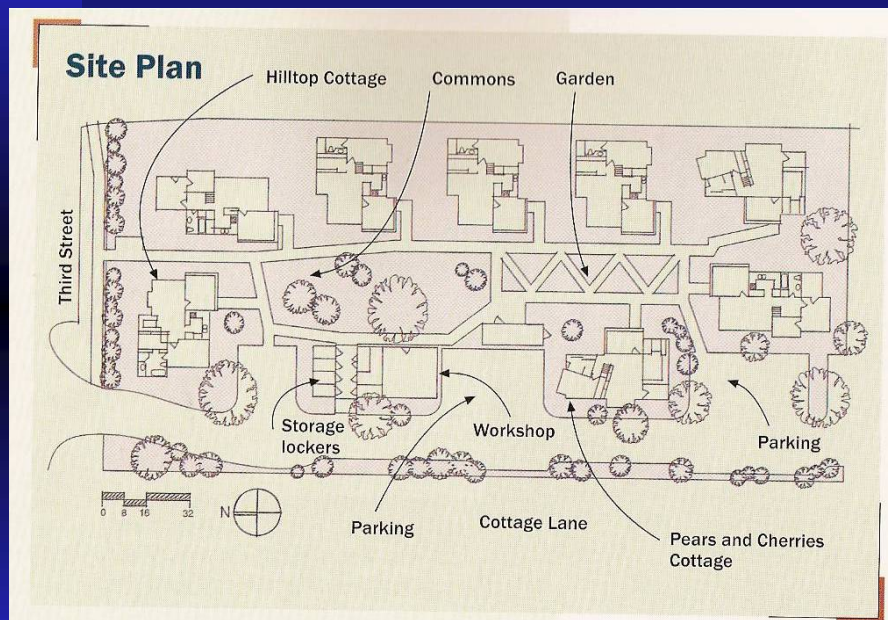 Site Plan
Hilltop Cottage
Commons
Garden
Third Street
Storage
lockers
Workshop
Parking
Parking
Cottage Lane
Pears and Cherries
Cottage
0 8 16 32
N